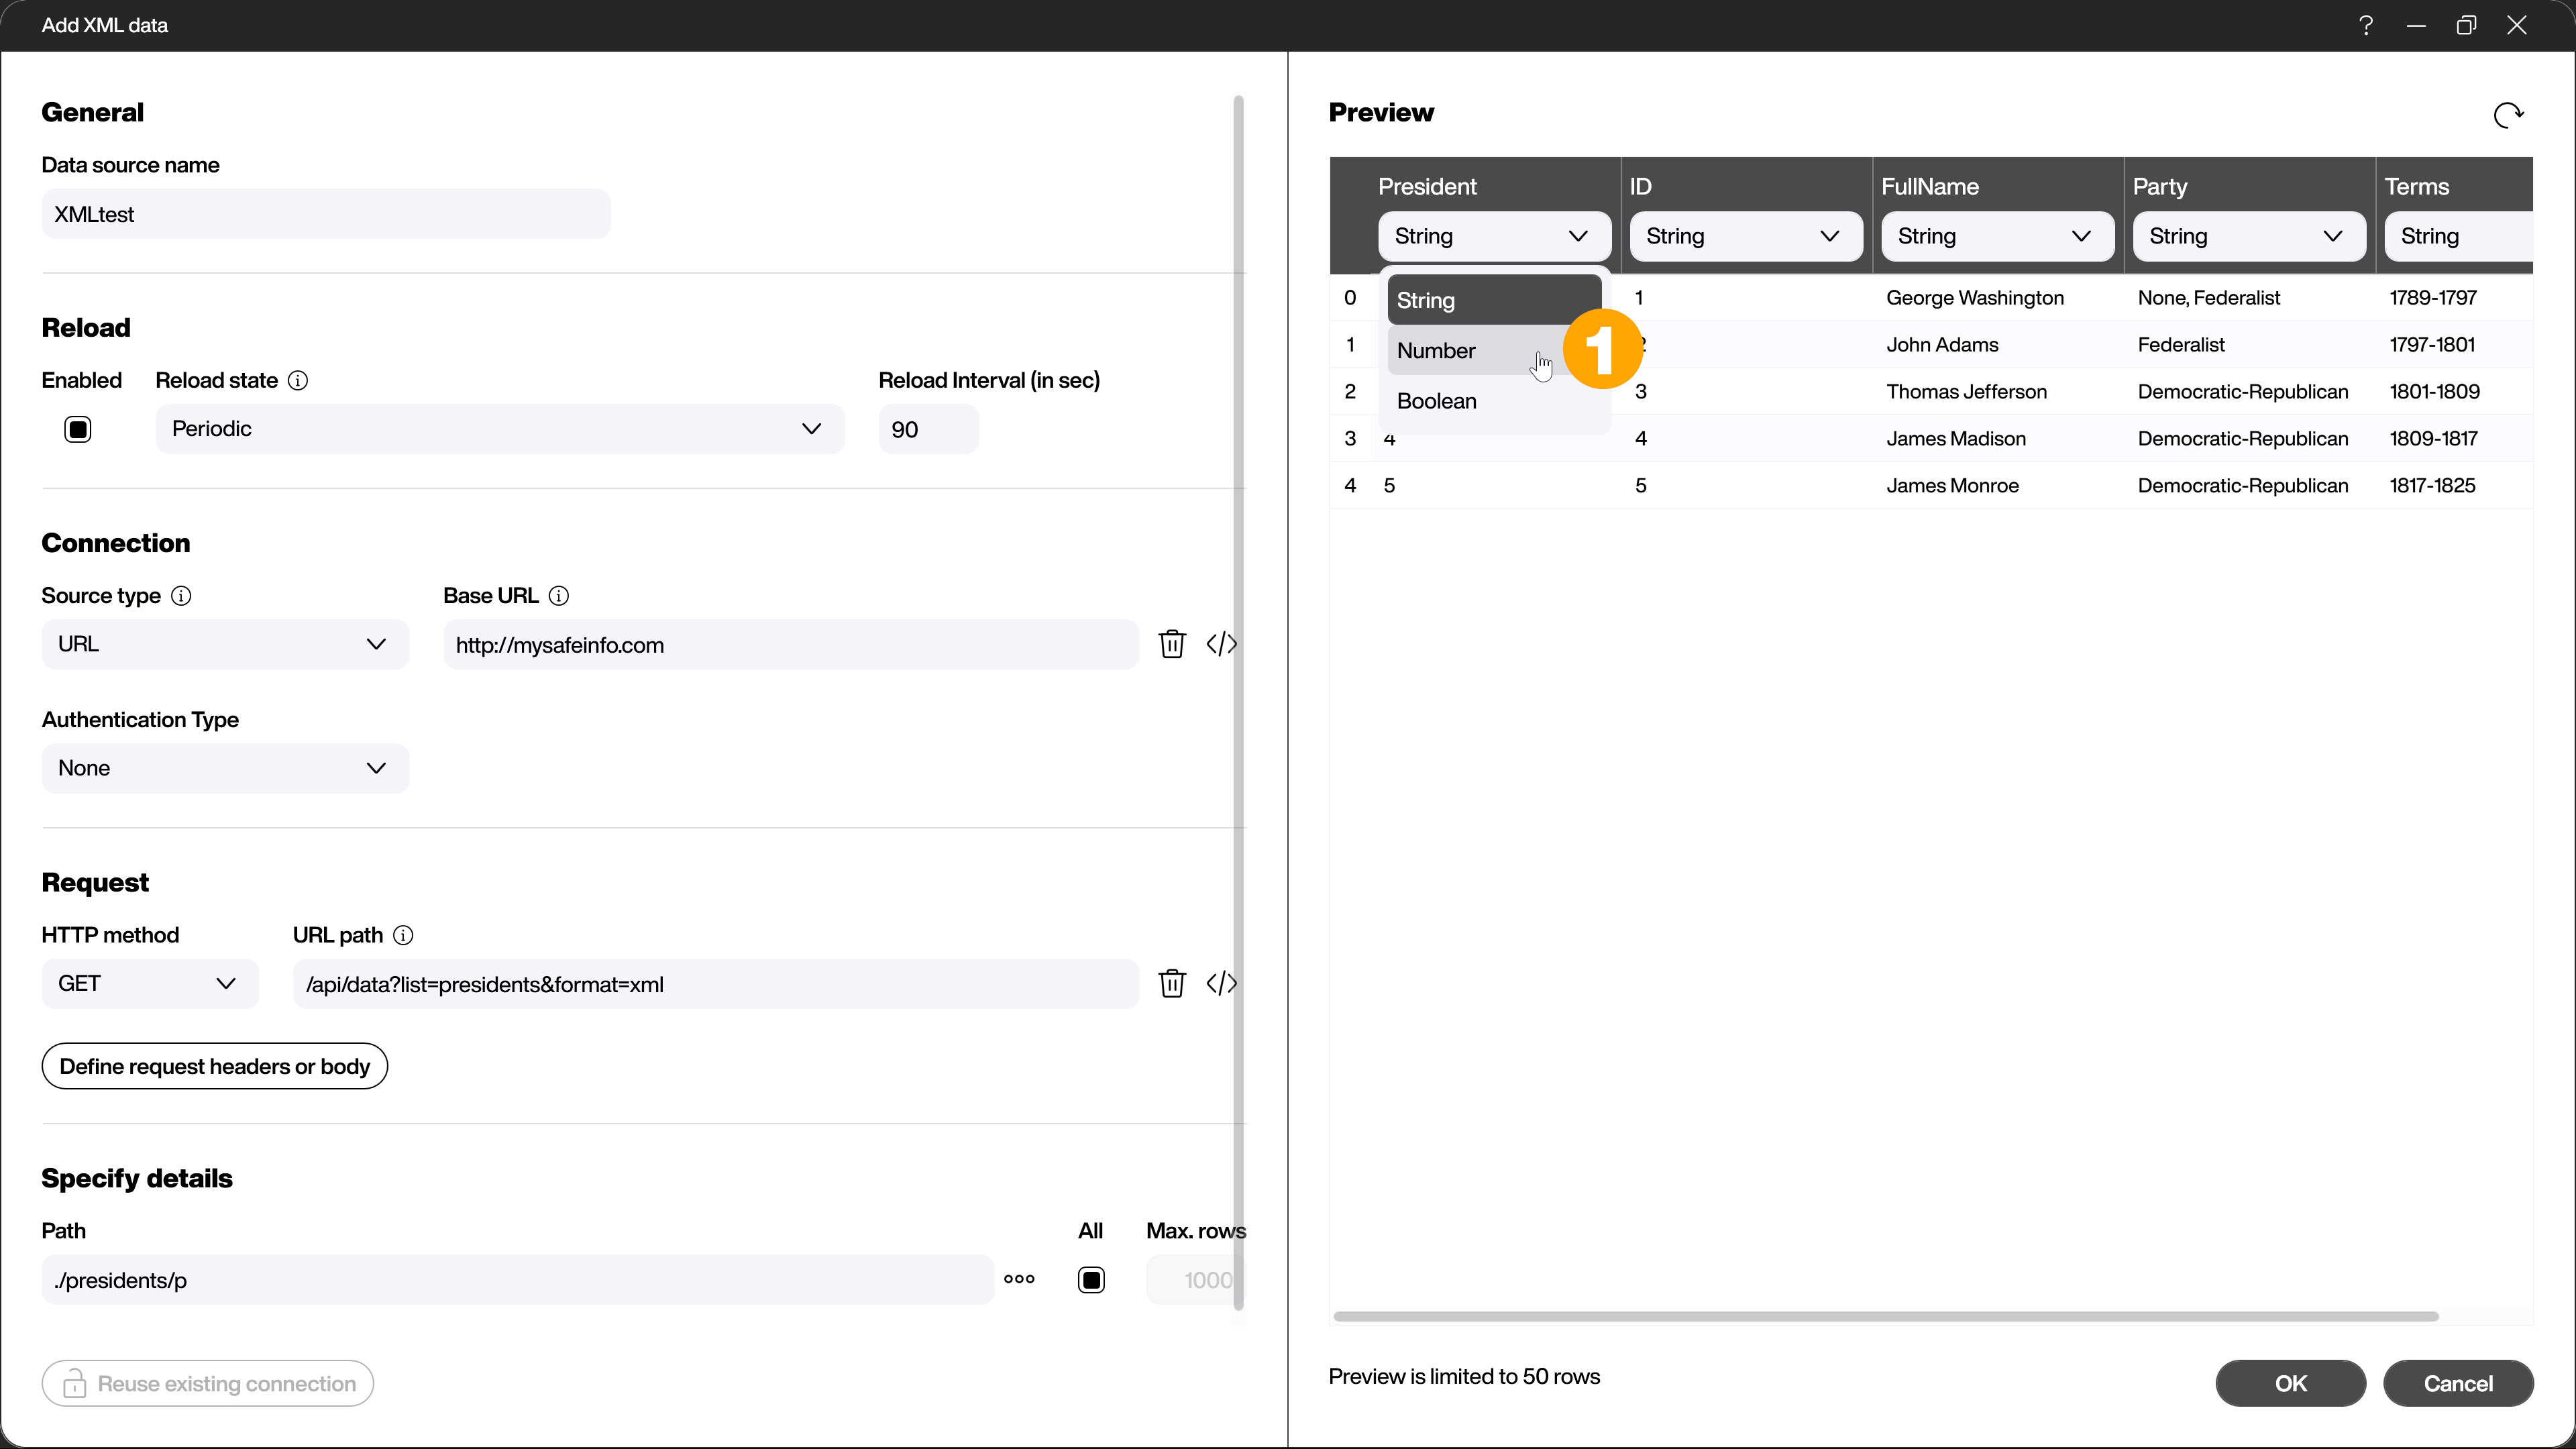 Add XML data
General
Data source name
XMLtest
Reload
Enabled
Reload state
Reload Interval (in sec)
Periodic
90
Connection
Source type
Base URL
URL
http://mysafeinfo.com
Authentication Type
None
Request
HTTP method
URL path
GET
/api/data?list=presidents&format=xml
Define request headers or body
Specify details
Path
All
Max. rows
./presidents/p
1000
Reuse existing connection
Preview
President ID FullName Party Terms
String String String String String
String
Number
Boolean
1
0 1 George Washington None, Federalist 1789-1797
1 2 John Adams Federalist 1797-1801
2 3 Thomas Jefferson Democratic-Republican 1801-1809
3 4 4 James Madison Democratic-Republican 1809-1817
4 5 5 James Monroe Democratic-Republican 1817-1825
Preview is limited to 50 rows
OK
Cancel